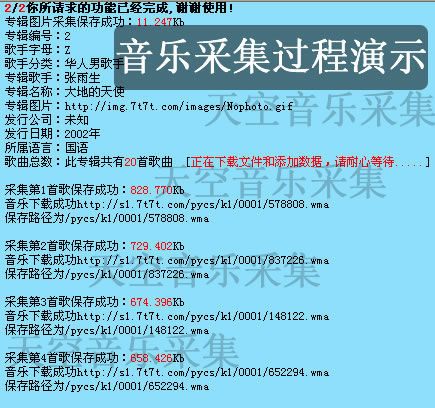 2/2你所请求的功能已经完成,谢谢使用!
专辑图片采集保存成功：11.247Kb
专辑编号：2
歌手字母：Z
歌手分类：华人男歌手
专辑歌手：张雨生
专辑名称：大地的天使
专辑图片：http://img.7t7t.com/images/Nophoto.gif
发行公司：未知
发行日期：2002年
所属语言：国语
歌曲总数：此专辑共有20首歌曲 [正在下载文件和添加数据，请耐心等待.....]
音乐采集过程演示
天空音乐采集
天空音乐采集
采集第1首歌保存成功：828.770Kb
音乐下载成功http://s1.7t7t.com/pycs/k1/0001/578808.wma
保存路径为/pycs/k1/0001/578808.wma
采集第2首歌保存成功：729.402Kb
音乐下载成功http://s1.7t7t.com/pycs/k1/0001/837226.wma
保存路径为/pycs/k1/0001/837226.wma
天空音乐采集
采集第3首歌保存成功：674.396Kb
音乐下载成功http://s1.7t7t.com/pycs/k1/0001/148122.wma
保存路径为/pycs/k1/0001/148122.wma
天空音乐采集
采集第4首歌保存成功：858.426Kb
音乐下载成功http://s1.7t7t.com/pycs/k1/0001/652294.wma
保存路径为/pycs/k1/0001/652294.wma